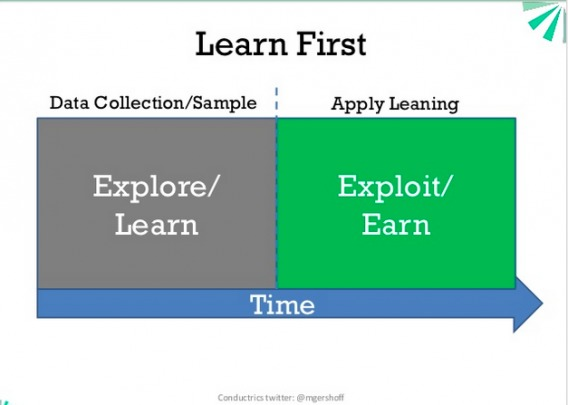 Learn First
Data Collection/Sample
Apply Leaning
Explore/
Learn
Exploit/
Earn
Time
Conductrics twitter: @mgershoff